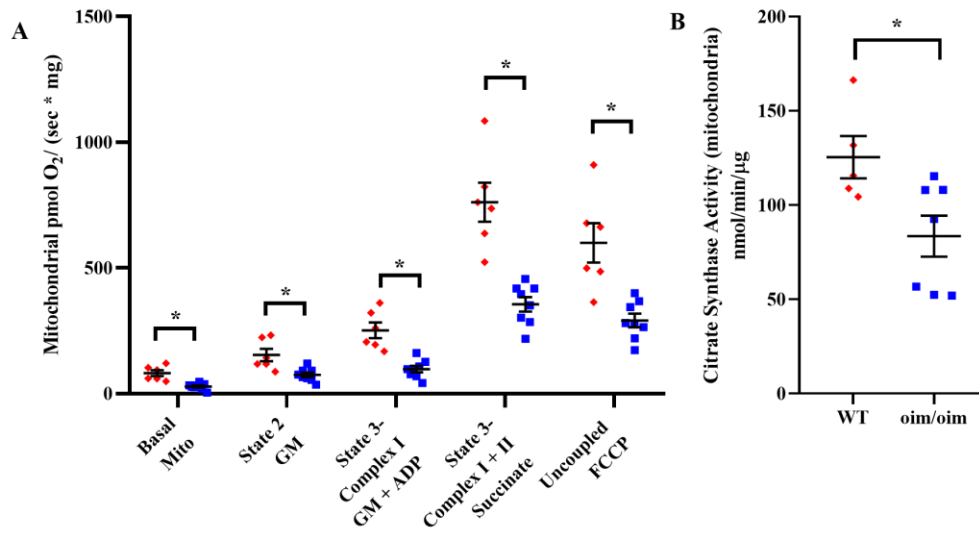 A
Mitochondrial pmol O₂/ (sec * mg)
1500
1000
500
0
*
*
*
*
*
Basal
Mito
State 2
GM
State 3-
Complex I
GM + ADP
State 3-
Complex I + II
Succinate
Uncoupled
FCCP
B
Citrate Synthase Activity (mitochondria)
nmol/min/µg
200
150
100
50
0
*
WT
oim/oim